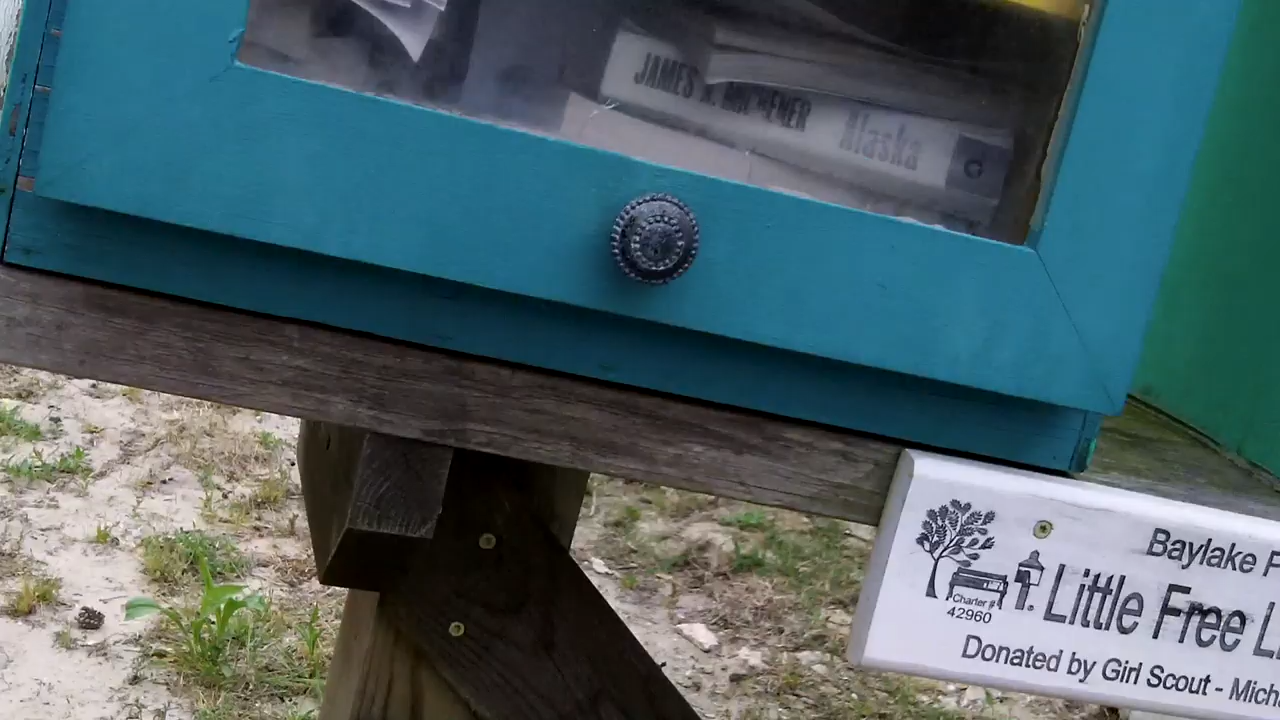 JAMES A. MICHENER Alaska
Baylake
Little Free
Charter #
42960
Donated by Girl Scout -